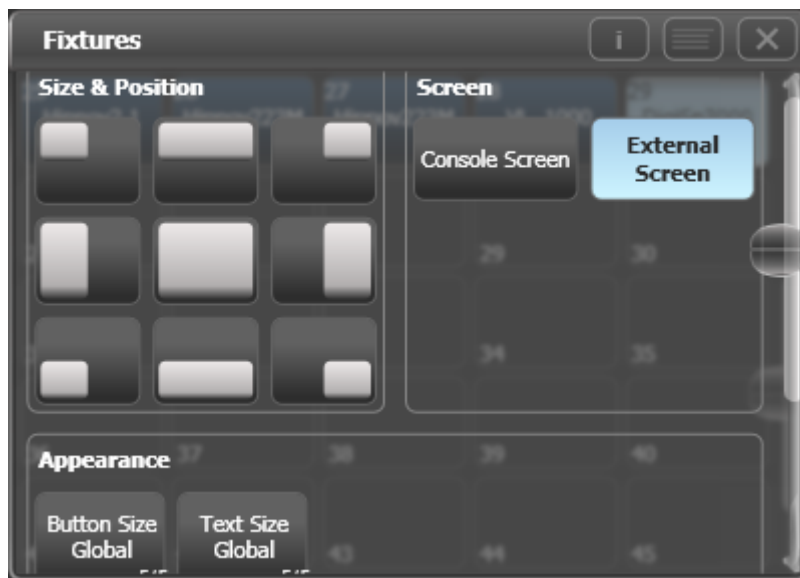 Fixtures
i
Size & Position
Screen
27
Console Screen
External
Screen
29
30
34
35
Appearance
37
38
39
40
Button Size
Global
Text Size
Global
43
44
45